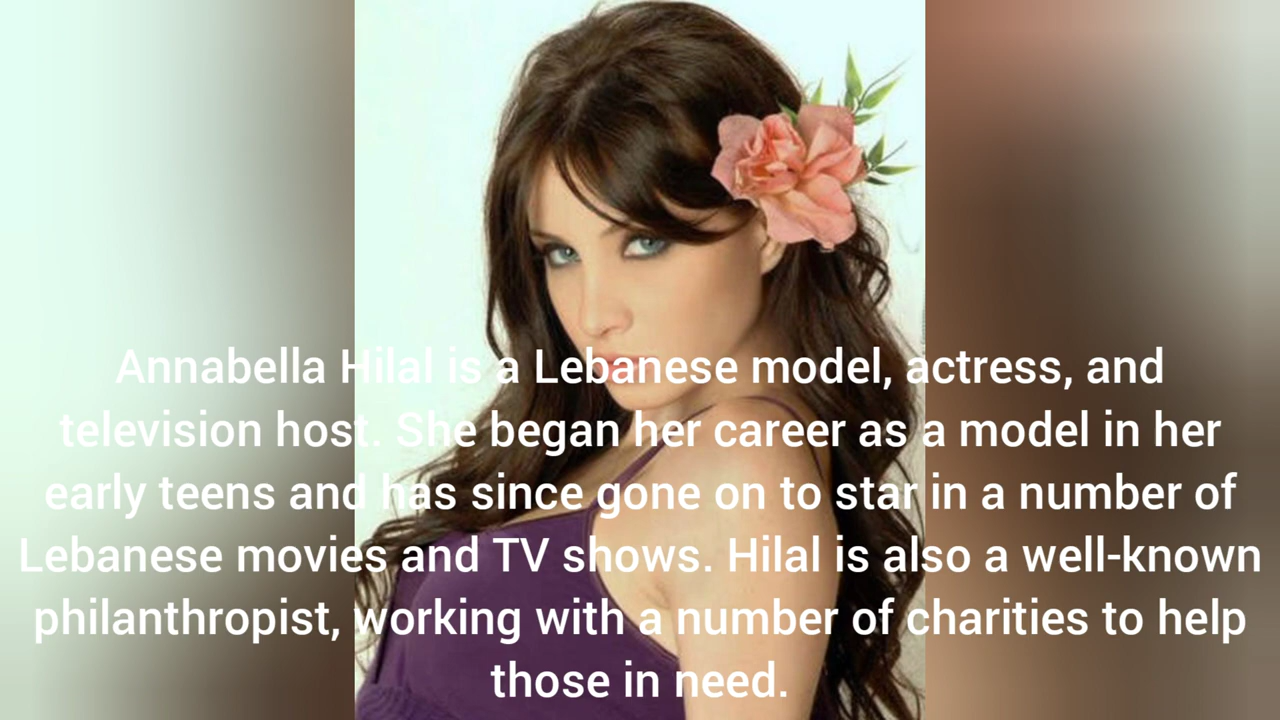 Annabella Hilal is a Lebanese model, actress, and
television host. She began her career as a model in her
early teens and has since gone on to star in a number of
Lebanese movies and TV shows. Hilal is also a well-known
philanthropist, working with a number of charities to help
those in need.